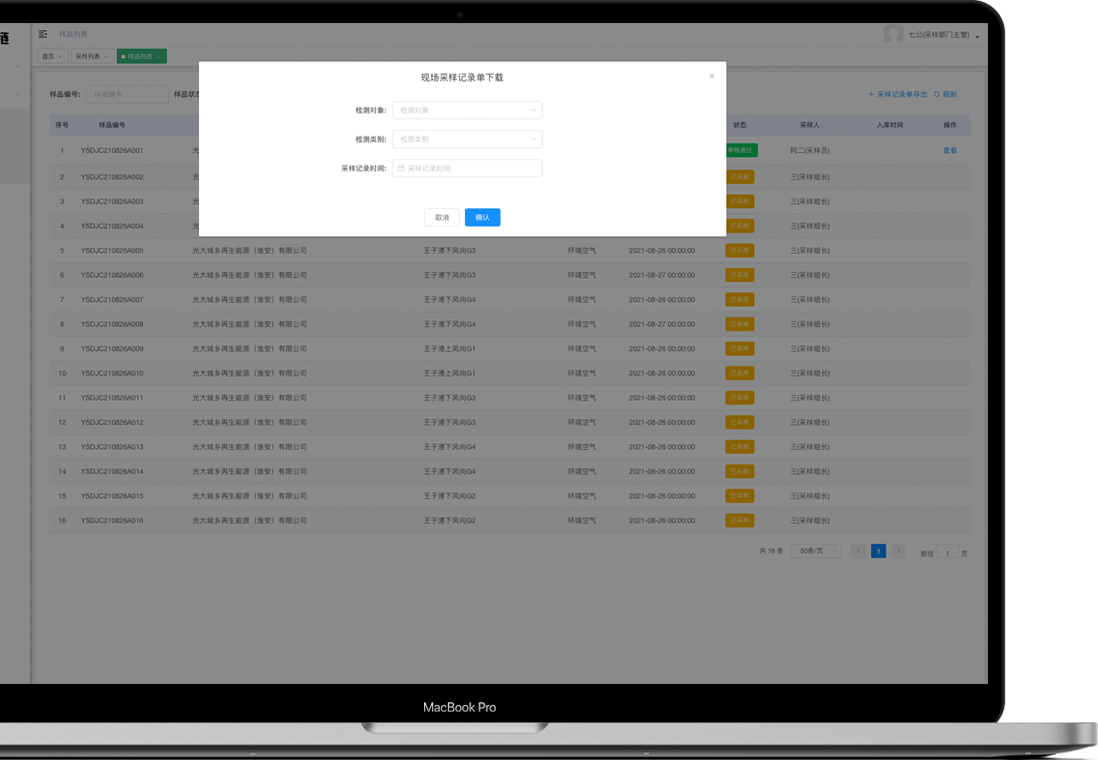 链
样品列表
七公(采样部门主管)
首页 × 采样列表 × 样品列表 ×
现场采样记录单下载 ×
样品编号: 样品编号 样品状态
+ 采样记录单导出 刷新
检测对象: 检测对象
检测类别: 检测类别
采样记录时间: 采样记录时间
取消 确认
序号 样品编号 状态 采样人 入库时间 操作
1 YSDJC210826A001 光 审核通过 阿二(采样员) 查看
2 YSDJC210826A002 光 已采样 三(采样组长)
3 YSDJC210826A003 光 已采样 三(采样组长)
4 YSDJC210826A004 光 已采样 三(采样组长)
5 YSDJC210826A005 光大城乡再生能源（淮安）有限公司 王子港下风向G3 环境空气 2021-08-26 00:00:00 已采样 三(采样组长)
6 YSDJC210826A006 光大城乡再生能源（淮安）有限公司 王子港下风向G3 环境空气 2021-08-27 00:00:00 已采样 三(采样组长)
7 YSDJC210826A007 光大城乡再生能源（淮安）有限公司 王子港下风向G4 环境空气 2021-08-26 00:00:00 已采样 三(采样组长)
8 YSDJC210826A008 光大城乡再生能源（淮安）有限公司 王子港下风向G4 环境空气 2021-08-27 00:00:00 已采样 三(采样组长)
9 YSDJC210826A009 光大城乡再生能源（淮安）有限公司 王子港上风向G1 环境空气 2021-08-26 00:00:00 已采样 三(采样组长)
10 YSDJC210826A010 光大城乡再生能源（淮安）有限公司 王子港上风向G1 环境空气 2021-08-26 00:00:00 已采样 三(采样组长)
11 YSDJC210826A011 光大城乡再生能源（淮安）有限公司 王子港下风向G3 环境空气 2021-08-26 00:00:00 已采样 三(采样组长)
12 YSDJC210826A012 光大城乡再生能源（淮安）有限公司 王子港下风向G3 环境空气 2021-08-26 00:00:00 已采样 三(采样组长)
13 YSDJC210826A013 光大城乡再生能源（淮安）有限公司 王子港下风向G4 环境空气 2021-08-26 00:00:00 已采样 三(采样组长)
14 YSDJC210826A014 光大城乡再生能源（淮安）有限公司 王子港下风向G4 环境空气 2021-08-26 00:00:00 已采样 三(采样组长)
15 YSDJC210826A015 光大城乡再生能源（淮安）有限公司 王子港下风向G2 环境空气 2021-08-26 00:00:00 已采样 三(采样组长)
16 YSDJC210826A016 光大城乡再生能源（淮安）有限公司 王子港下风向G2 环境空气 2021-08-26 00:00:00 已采样 三(采样组长)
共 16 条 50条/页 < 1 > 前往 1 页
MacBook Pro